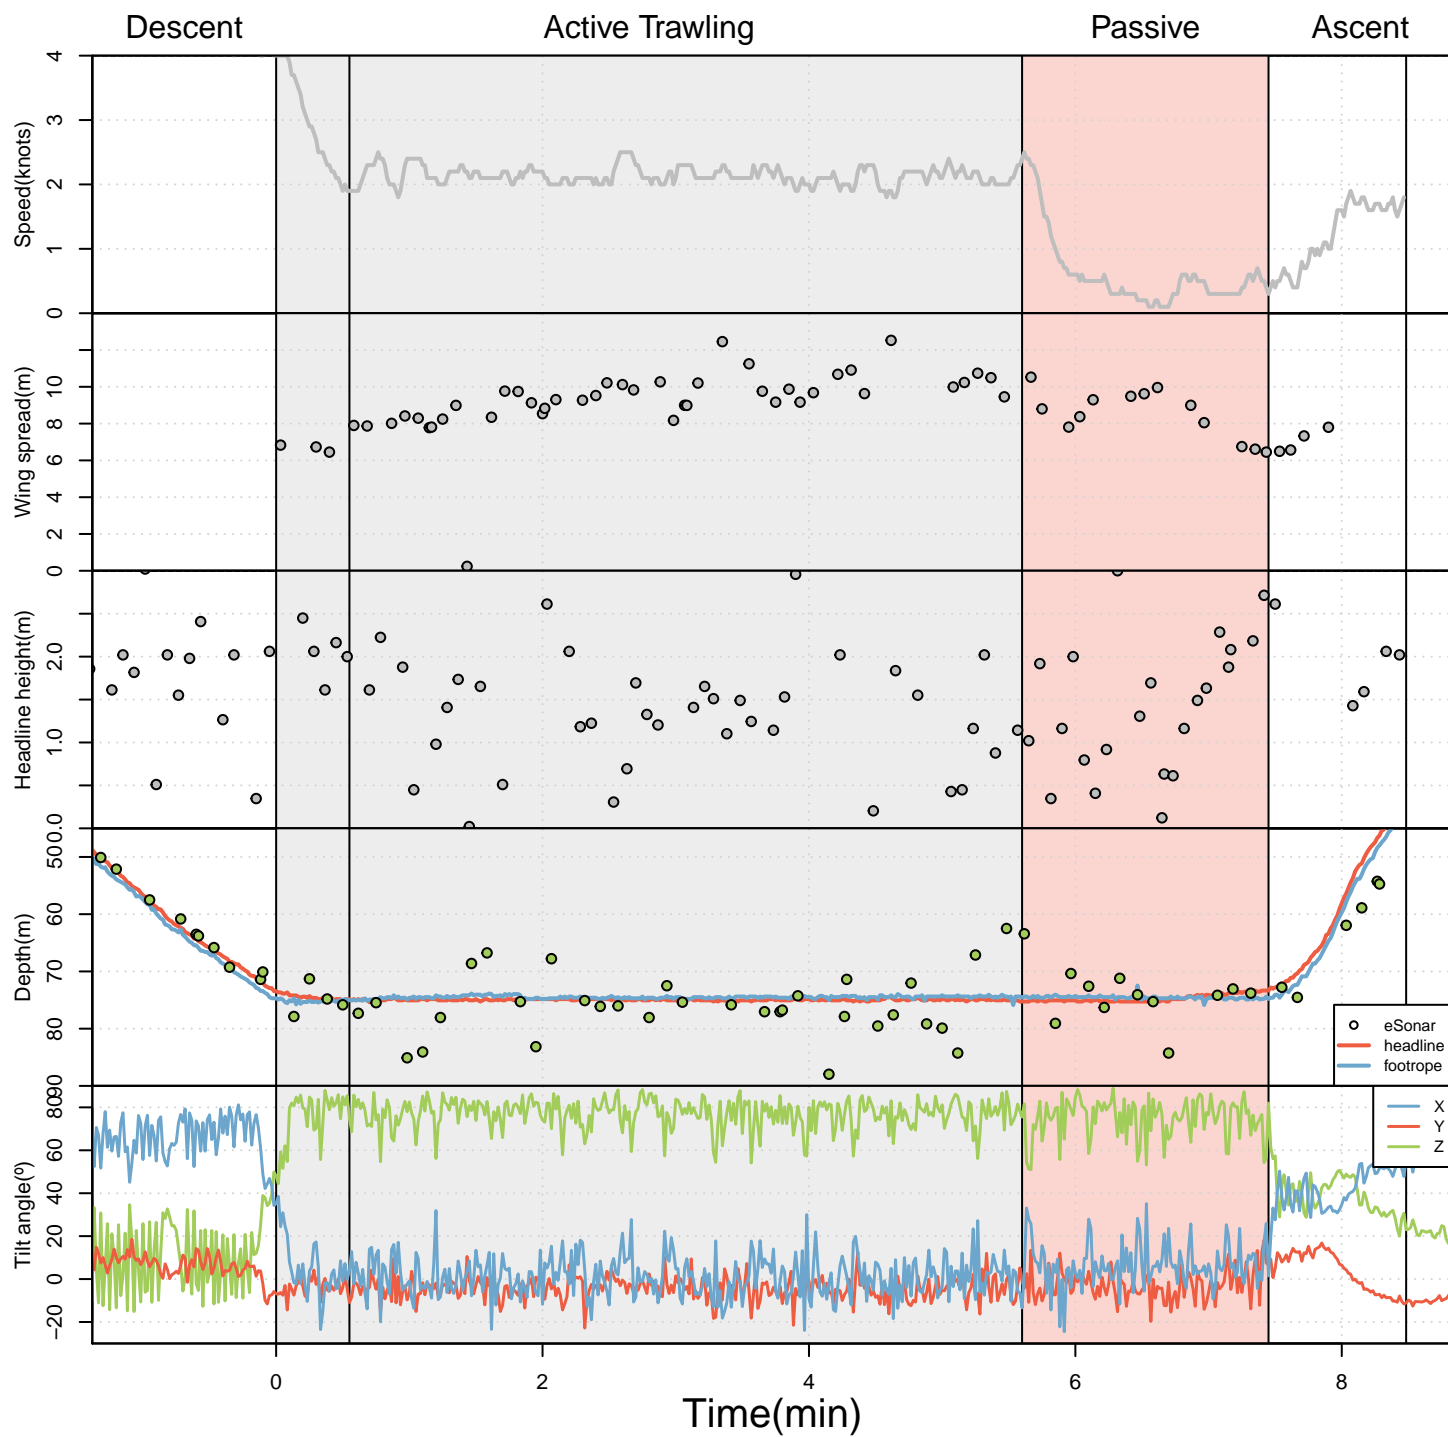 Descent Active Trawling Passive Ascent
Speed(knots)
0 1 2 3 4
Wing spread(m)
0 2 4 6 8 10
Headline height(m)
0.0 1.0 2.0
Depth(m)
50 60 70 80 90
eSonar
headline
footrope
Tilt angle(º)
−20 0 20 40 60 80
X
Y
Z
0 2 4 6 8
Time(min)